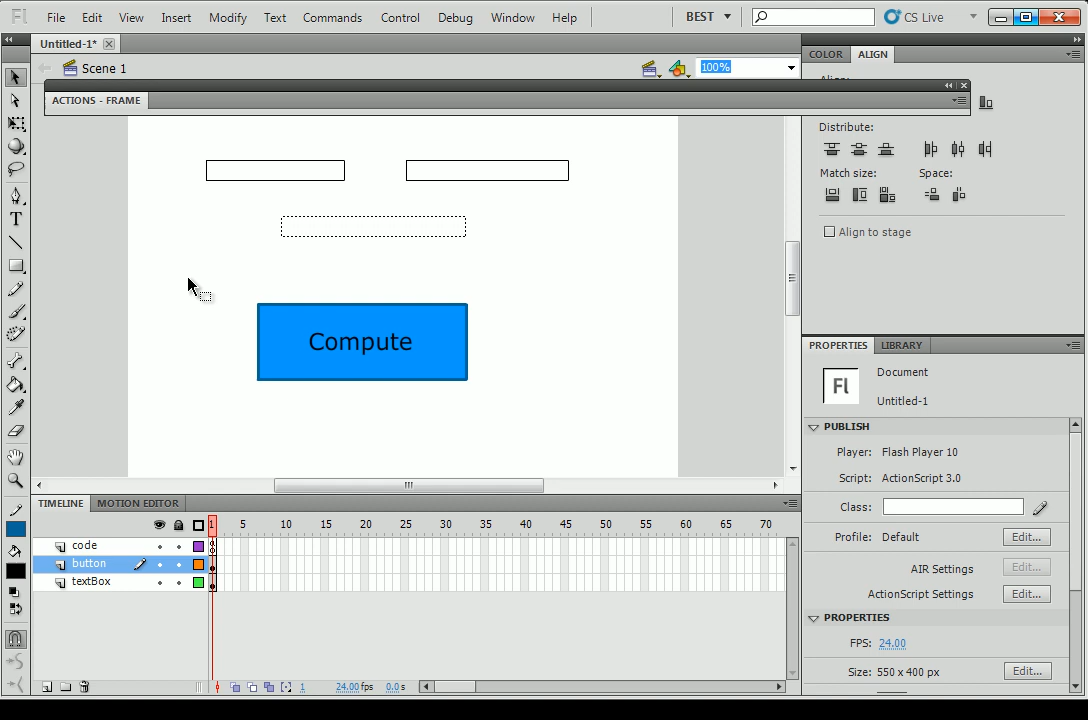 Fl File Edit View Insert Modify Text Commands Control Debug Window Help BEST CS Live
Untitled-1* COLOR ALIGN
Scene 1 100%
Align:
ACTIONS - FRAME
Distribute:
Match size: Space:
Align to stage
Compute
PROPERTIES LIBRARY
Fl Document
Untitled-1
PUBLISH
Player: Flash Player 10
Script: ActionScript 3.0
Class:
Profile: Default Edit...
AIR Settings Edit...
ActionScript Settings Edit...
PROPERTIES
FPS: 24.00
Size: 550 x 400 px Edit...
TIMELINE MOTION EDITOR
1 5 10 15 20 25 30 35 40 45 50 55 60 65 70
code
button
textBox
1 24.00 fps 0.0 s